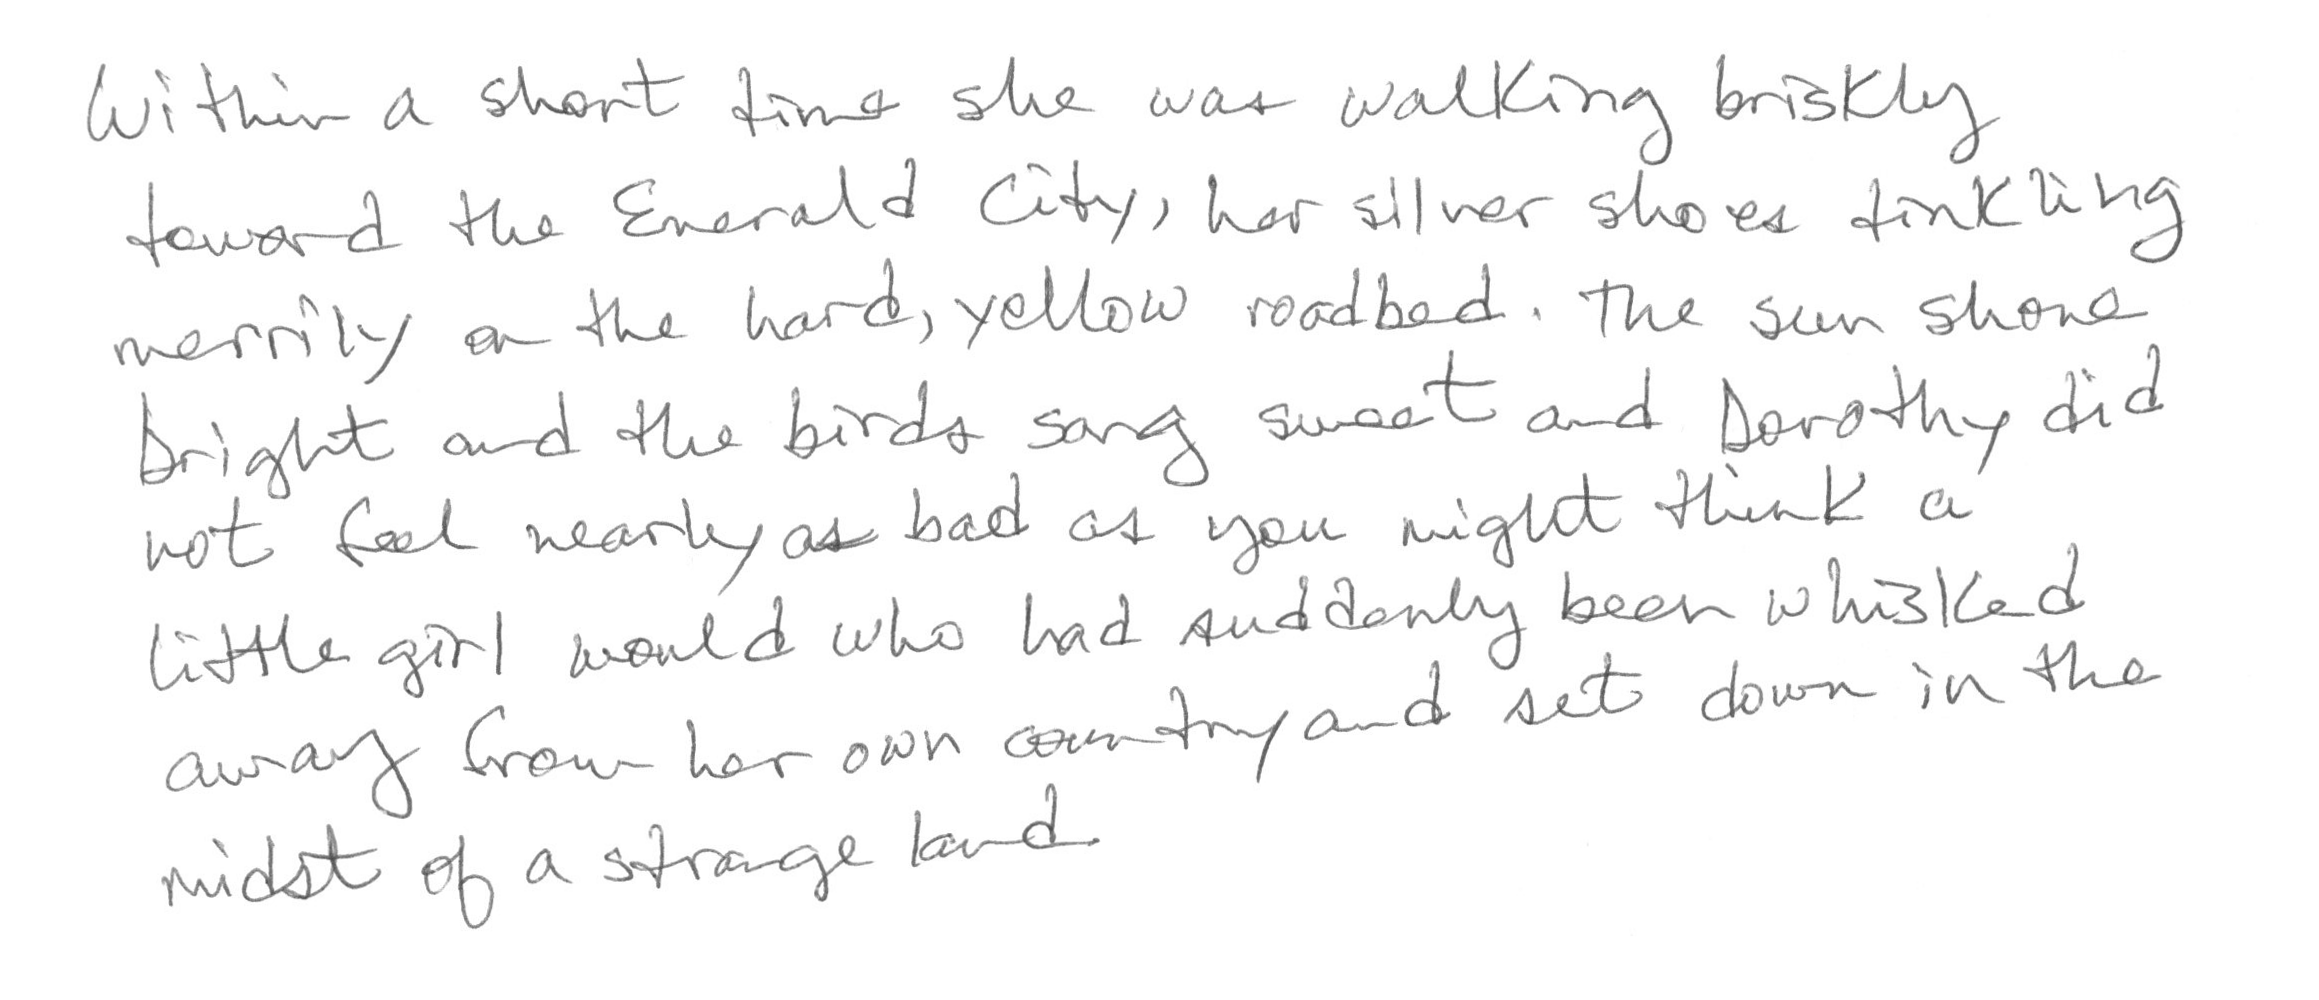 Within a short time she was walking briskly
toward the Emerald City, her silver shoes tinkling
merrily on the hard, yellow roadbed. The sun shone
bright and the birds sang sweet and Dorothy did
not feel nearly as bad as you might think a
little girl would who had suddenly been whisked
away from her own country and set down in the
midst of a strange land